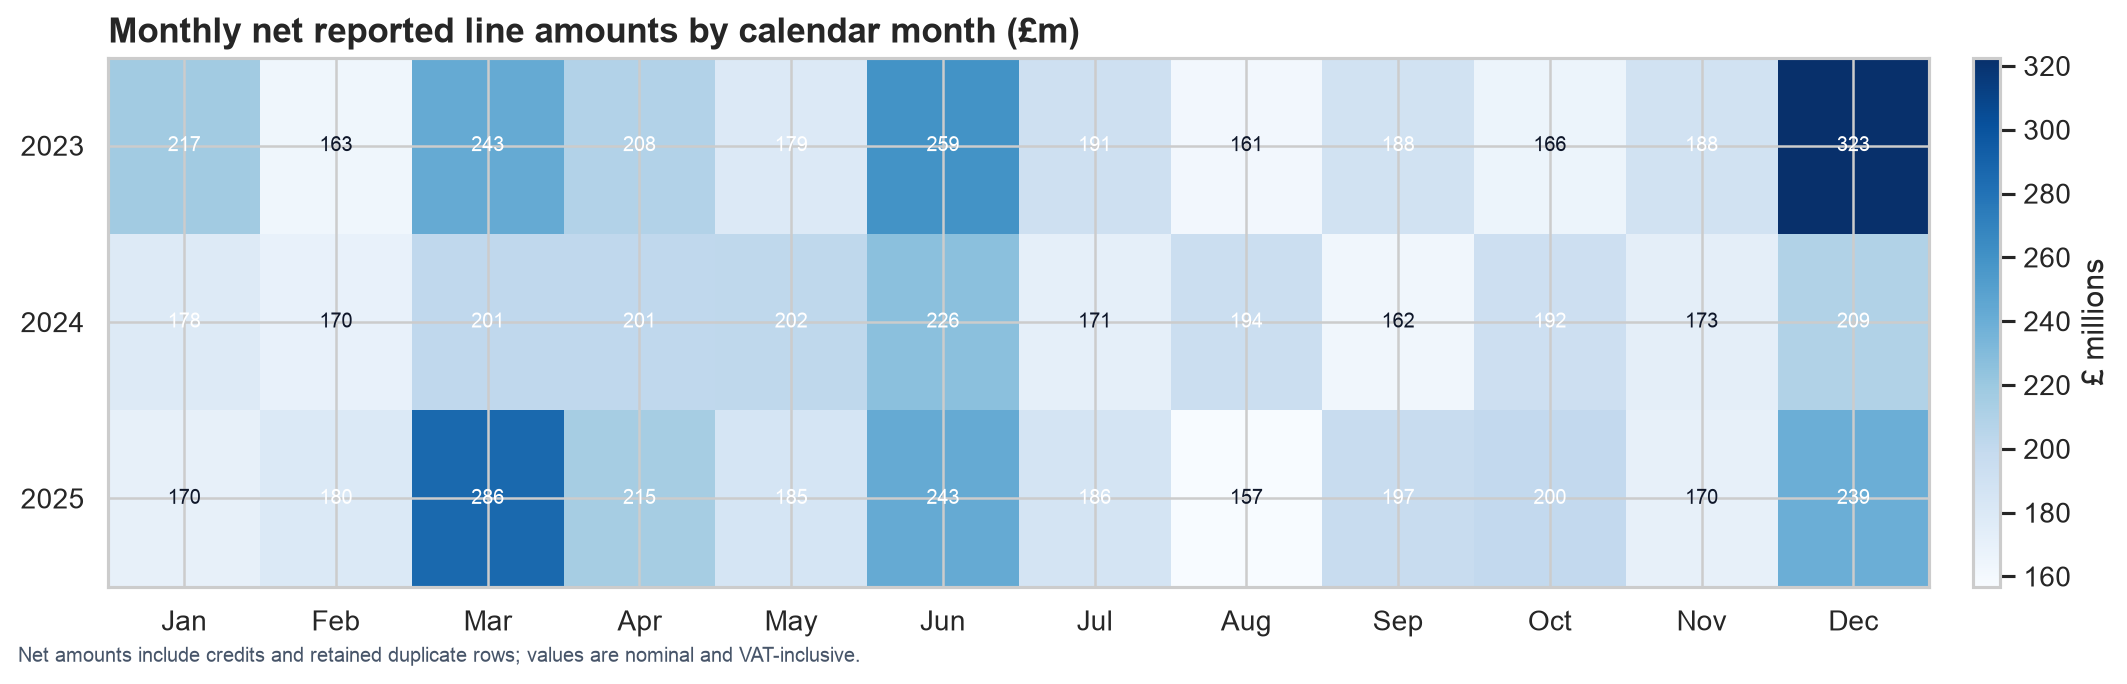 Monthly net reported line amounts by calendar month (£m)
2023 217 163 243 208 179 259 191 161 188 166 188 323
2024 178 170 201 201 202 226 171 194 162 192 173 209
2025 170 180 286 215 185 243 186 157 197 200 170 239
Jan Feb Mar Apr May Jun Jul Aug Sep Oct Nov Dec
320
300
280
260
240
220
200
180
160
£ millions
Net amounts include credits and retained duplicate rows; values are nominal and VAT-inclusive.